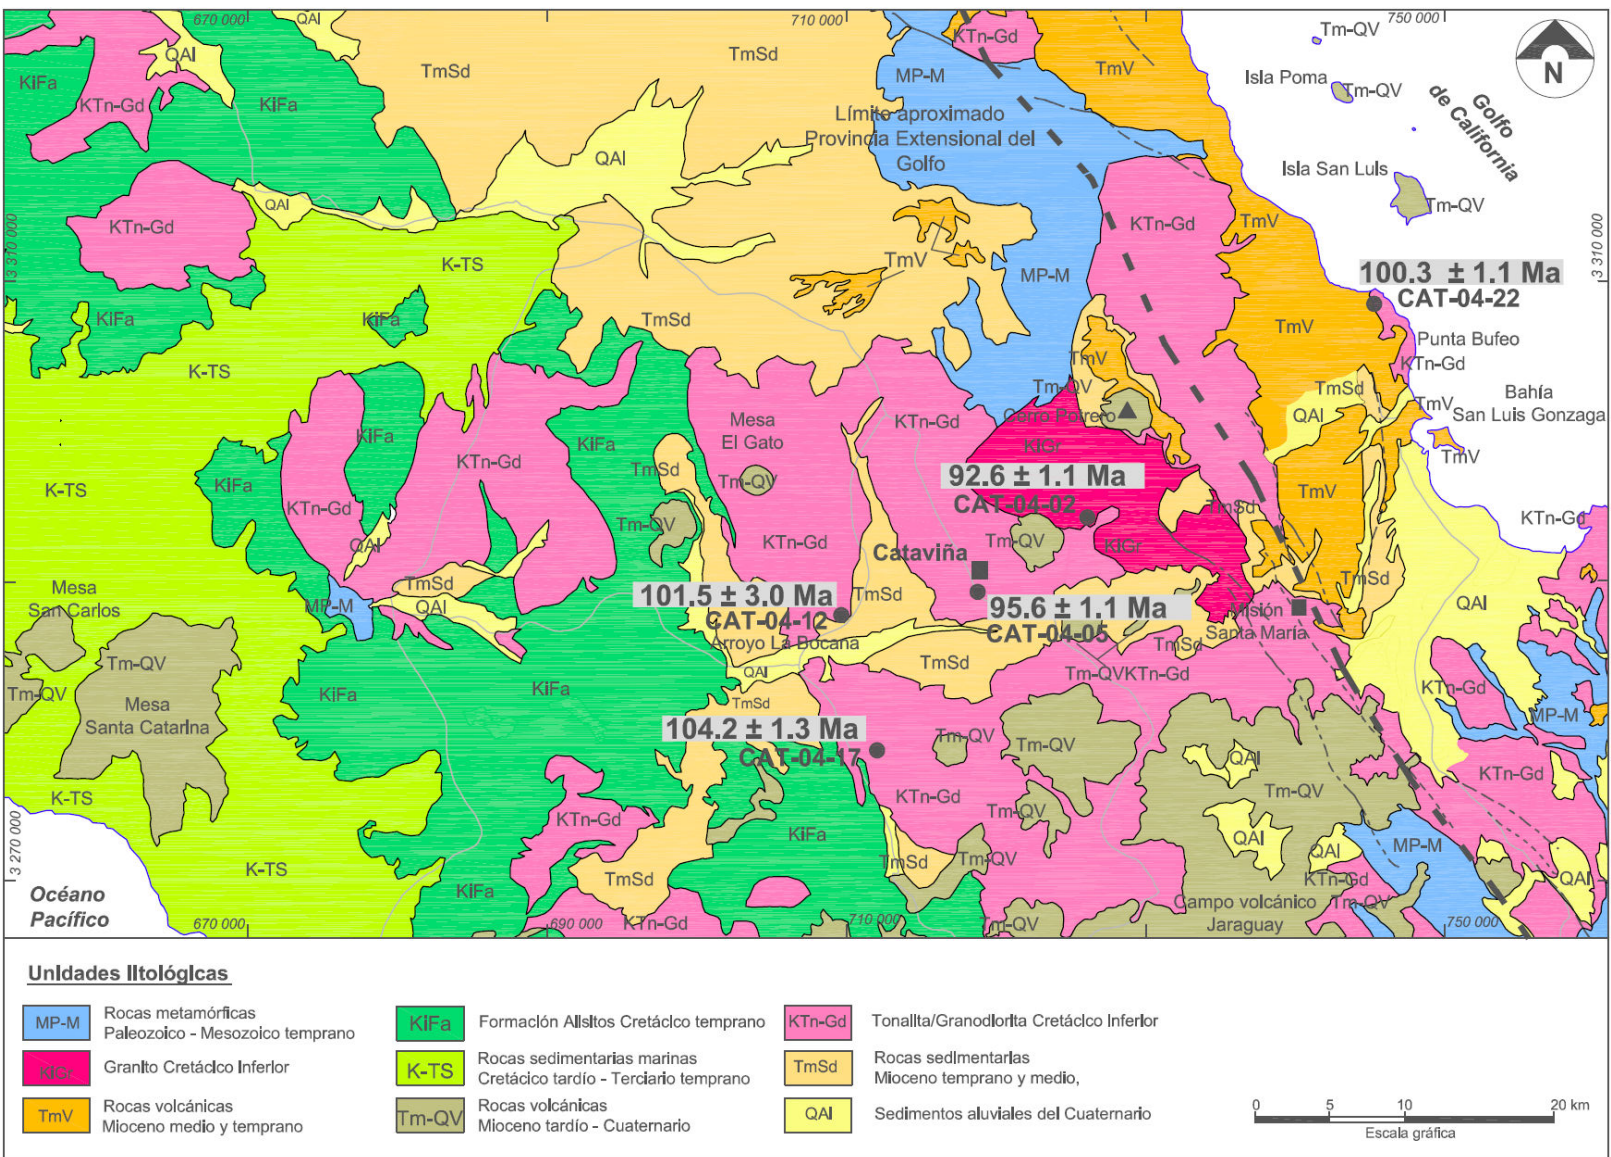 670 000
710 000
750 000
QAl
QAl
KTn-Gd
Tm-QV
N
KiFa
KTn-Gd
KiFa
TmSd
TmSd
MP-M
TmV
Isla Poma
Tm-QV
Golfo
de California
Límite aproximado
Provincia Extensional del
Golfo
QAl
Isla San Luis
Tm-QV
QAl
KTn-Gd
KTn-Gd
TmV
3 310 000
3 310 000
K-TS
TmV
MP-M
100.3 ± 1.1 Ma
CAT-04-22
KiFa
KiFa
TmSd
TmV
Punta Bufeo
KTn-Gd
K-TS
TmV
Tm-QV
TmSd
Bahía
San Luis Gonzaga
TmV
TmV
Mesa
El Gato
KTn-Gd
Cerro Potrero
QAl
KiFa
KiFa
KTn-Gd
TmSd
Tm-QV
KiGr
92.6 ± 1.1 Ma
CAT-04-02
K-TS
KiFa
KTn-Gd
Tm-QV
TmSd
TmV
KTn-Gd
QAl
KTn-Gd
Cataviña
Tm-QV
KiGr
Mesa
San Carlos
TmSd
MP-M
QAl
101.5 ± 3.0 Ma
CAT-04-12
TmSd
95.6 ± 1.1 Ma
CAT-04-05
TmSd
QAl
Misión
Santa María
Arroyo La Bocana
TmSd
Tm-QV
Tm-QV
KiFa
KiFa
QAl
TmSd
Tm-QV
KTn-Gd
KTn-Gd
MP-M
Mesa
Santa Catarina
TmSd
104.2 ± 1.3 Ma
CAT-04-17
Tm-QV
Tm-QV
QAl
KTn-Gd
K-TS
KTn-Gd
Tm-QV
Tm-QV
KTn-Gd
KiFa
QAl
QAl
MP-M
3 270 000
K-TS
TmSd
KiFa
TmSd
Tm-QV
KTn-Gd
QAl
Océano
Pacífico
Campo volcánico
Jaraguay
Tm-QV
670 000
690 000
KTn-Gd
710 000
Tm-QV
750 000
Unidades litológicas
MP-M
Rocas metamórficas
Paleozoico - Mesozoico temprano
KiFa
Formación Alisitos Cretácico temprano
KTn-Gd
Tonalita/Granodiorita Cretácico Inferior
KiGr
Granito Cretácico Inferior
K-TS
Rocas sedimentarias marinas
Cretácico tardío - Terciario temprano
TmSd
Rocas sedimentarias
Mioceno temprano y medio,
TmV
Rocas volcánicas
Mioceno medio y temprano
Tm-QV
Rocas volcánicas
Mioceno tardío - Cuaternario
QAl
Sedimentos aluviales del Cuaternario
0 5 10 20 km
Escala gráfica